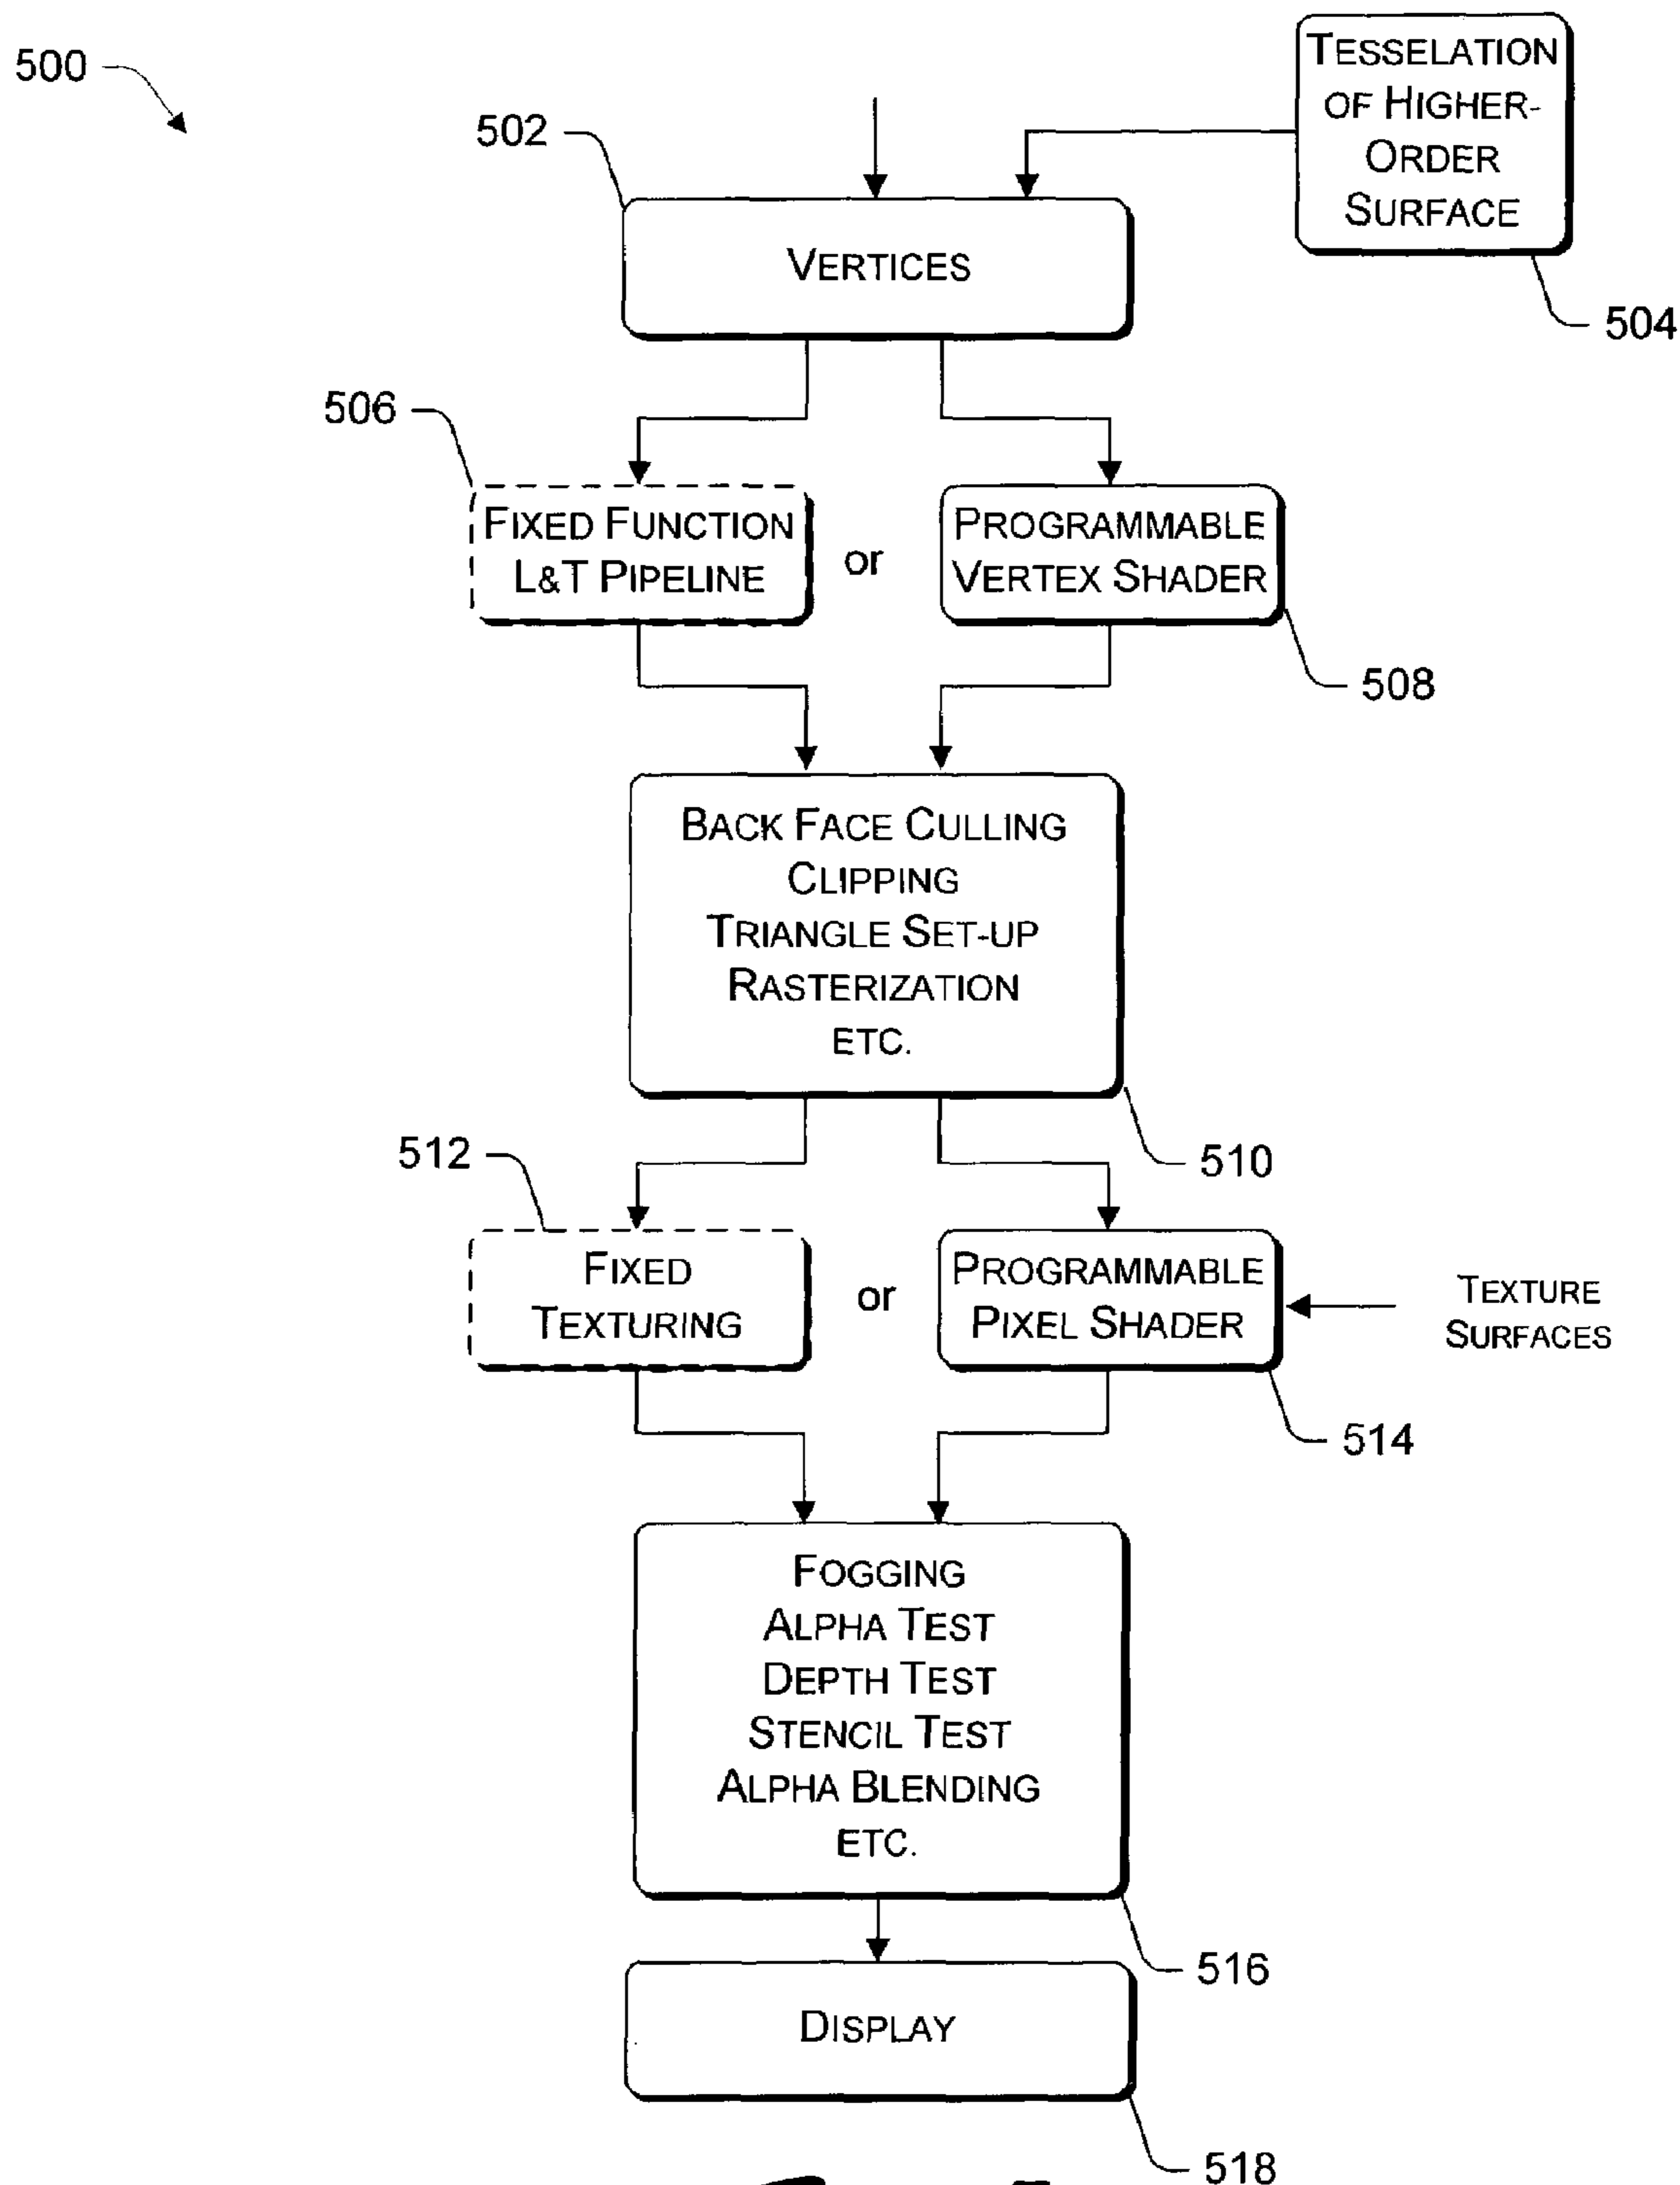 500
TESSELATION
OF HIGHER-
ORDER
SURFACE
504
502
VERTICES
506
FIXED FUNCTION
L&T PIPELINE
or
PROGRAMMABLE
VERTEX SHADER
508
BACK FACE CULLING
CLIPPING
TRIANGLE SET-UP
RASTERIZATION
ETC.
510
512
FIXED
TEXTURING
or
PROGRAMMABLE
PIXEL SHADER
514
TEXTURE
SURFACES
FOGGING
ALPHA TEST
DEPTH TEST
STENCIL TEST
ALPHA BLENDING
ETC.
516
DISPLAY
518